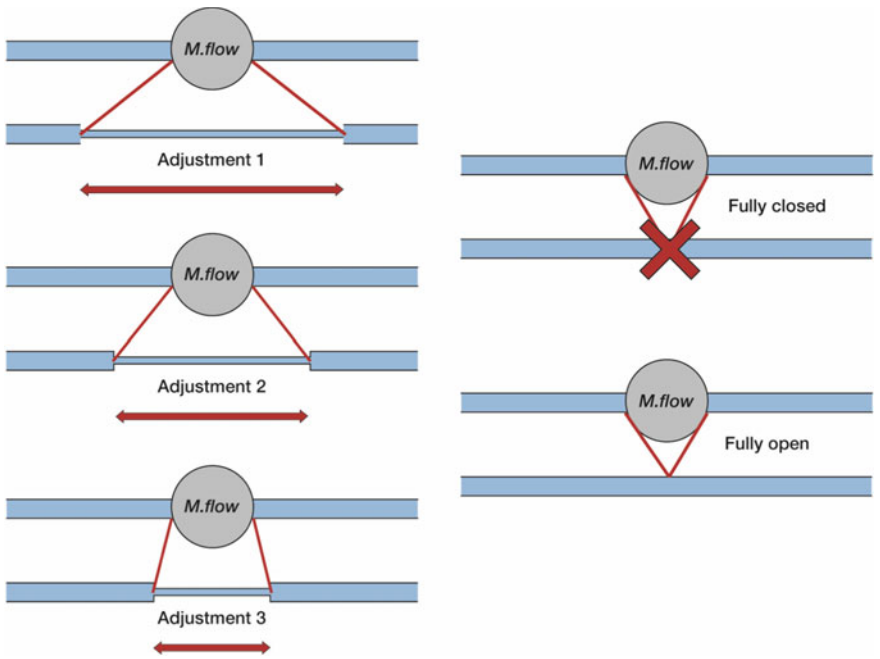 M.flow
Adjustment 1
M.flow
Adjustment 2
M.flow
Adjustment 3
M.flow
Fully closed
M.flow
Fully open